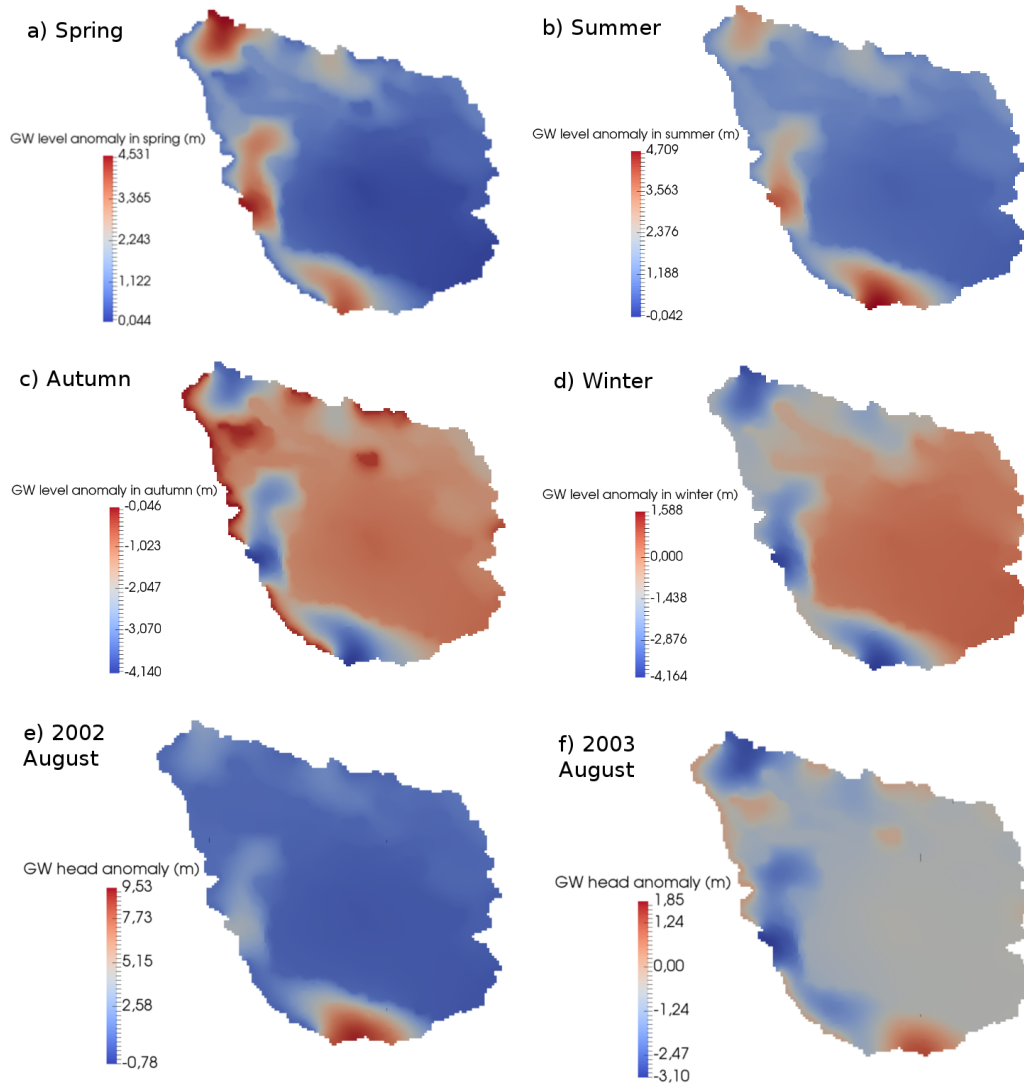 a) Spring
GW level anomaly in spring (m)
4,531
3,365
2,243
1,122
0,044
b) Summer
GW level anomaly in summer (m)
4,709
3,563
2,376
1,188
-0,042
c) Autumn
GW level anomaly in autumn (m)
-0,046
-1,023
-2,047
-3,070
-4,140
d) Winter
GW level anomaly in winter (m)
1,588
0,000
-1,438
-2,876
-4,164
e) 2002
August
GW head anomaly (m)
9,53
7,73
5,15
2,58
-0,78
f) 2003
August
GW head anomaly (m)
1,85
1,24
0,00
-1,24
-2,47
-3,10